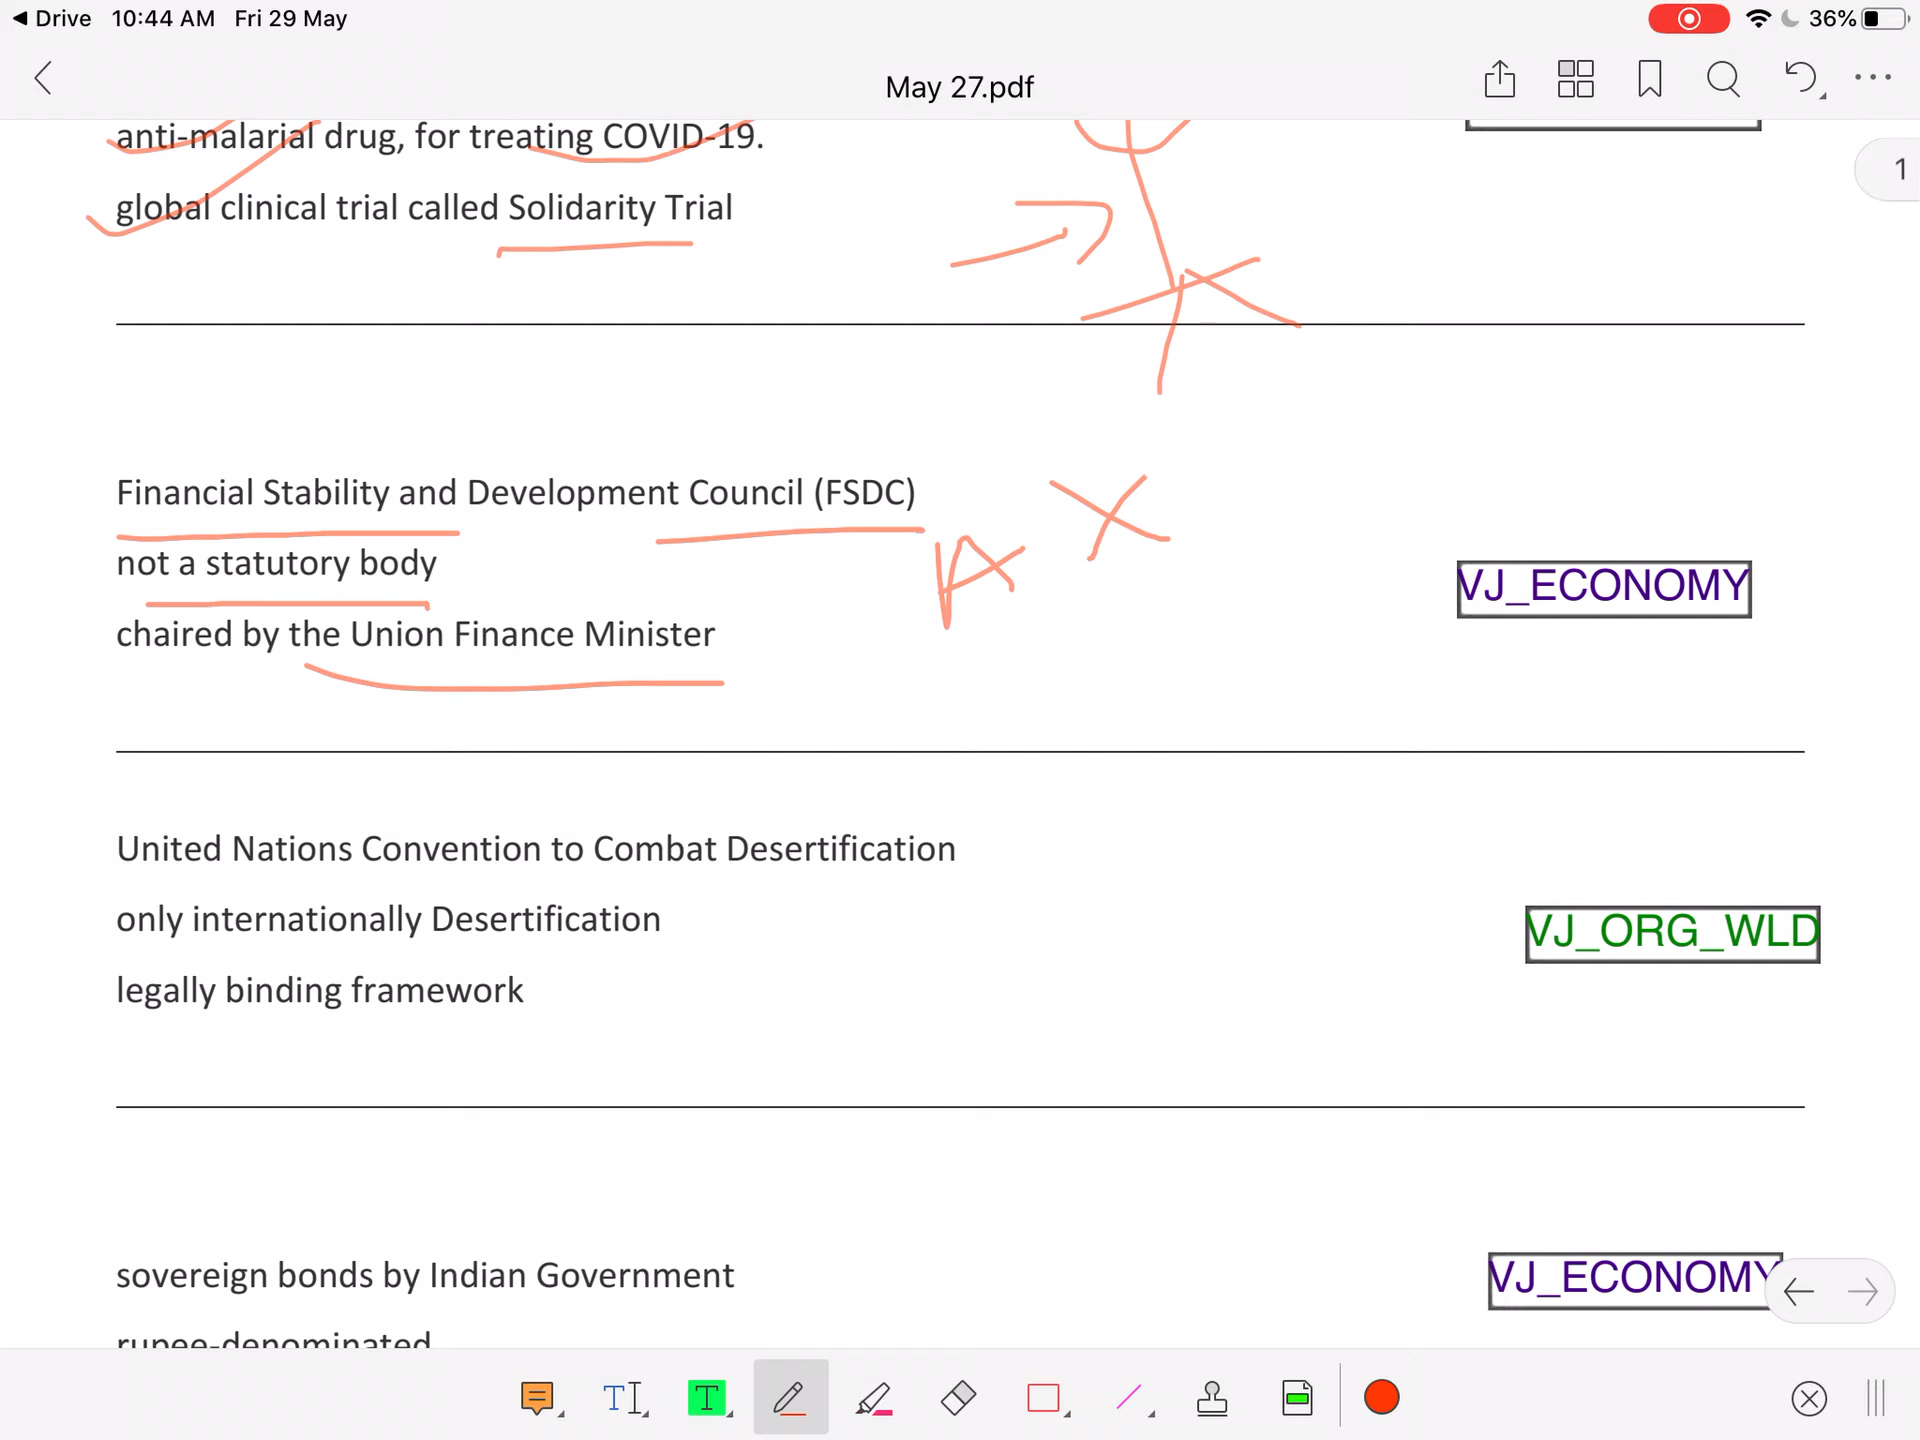 Drive 10:44 AM Fri 29 May 36%
May 27.pdf
1
anti-malarial drug, for treating COVID-19.
global clinical trial called Solidarity Trial
Financial Stability and Development Council (FSDC)
not a statutory body
VJ_ECONOMY
chaired by the Union Finance Minister
United Nations Convention to Combat Desertification
only internationally Desertification
VJ_ORG_WLD
legally binding framework
sovereign bonds by Indian Government
VJ_ECONOMY
rupee-denominated